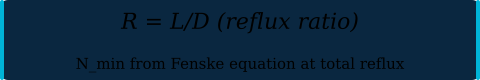 R = L/D (reflux ratio)
N_min from Fenske equation at total reflux